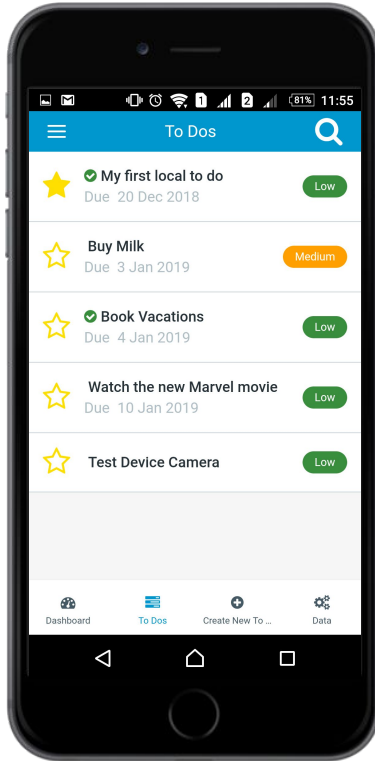 1 2 81% 11:55
To Dos
My first local to do
Due 20 Dec 2018
Low
Buy Milk
Due 3 Jan 2019
Medium
Book Vacations
Due 4 Jan 2019
Low
Watch the new Marvel movie
Due 10 Jan 2019
Low
Test Device Camera
Low
Dashboard
To Dos
Create New To ...
Data